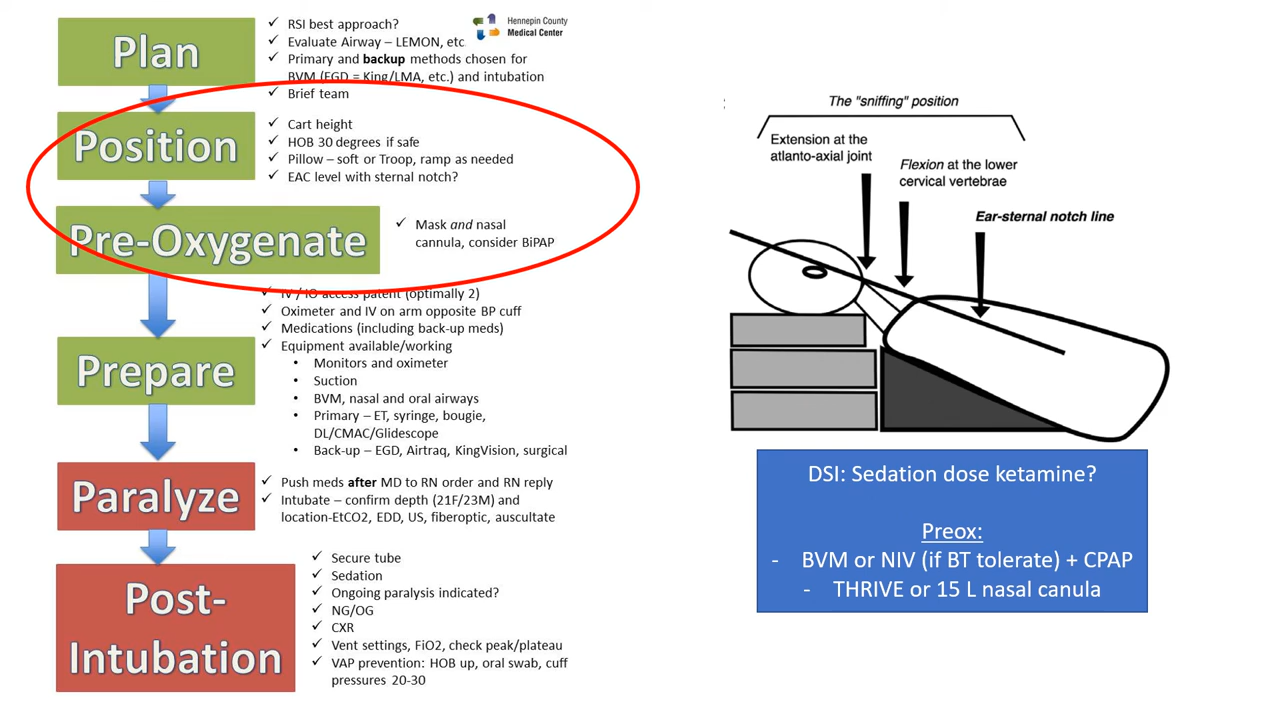 Plan
✓ RSI best approach?
✓ Evaluate Airway – LEMON, etc
✓ Primary and backup methods chosen for
BVM (EGD = King/LMA, etc.) and intubation
✓ Brief team
Hennepin County
Medical Center
Position
✓ Cart height
✓ HOB 30 degrees if safe
✓ Pillow – soft or Troop, ramp as needed
✓ EAC level with sternal notch?
Pre-Oxygenate
✓ Mask and nasal
cannula, consider BiPAP
Prepare
✓ IV / IO access patent (optimally 2)
✓ Oximeter and IV on arm opposite BP cuff
✓ Medications (including back-up meds)
✓ Equipment available/working
• Monitors and oximeter
• Suction
• BVM, nasal and oral airways
• Primary – ET, syringe, bougie,
DL/CMAC/Glidescope
• Back-up – EGD, Airtraq, KingVision, surgical
Paralyze
✓ Push meds after MD to RN order and RN reply
✓ Intubate – confirm depth (21F/23M) and
location-EtCO2, EDD, US, fiberoptic, auscultate
Post-
Intubation
✓ Secure tube
✓ Sedation
✓ Ongoing paralysis indicated?
✓ NG/OG
✓ CXR
✓ Vent settings, FiO2, check peak/plateau
✓ VAP prevention: HOB up, oral swab, cuff
pressures 20-30
The "sniffing" position
Extension at the
atlanto-axial joint
Flexion at the lower
cervical vertebrae
Ear-sternal notch line
DSI: Sedation dose ketamine?
Preox:
- BVM or NIV (if BT tolerate) + CPAP
- THRIVE or 15 L nasal canula